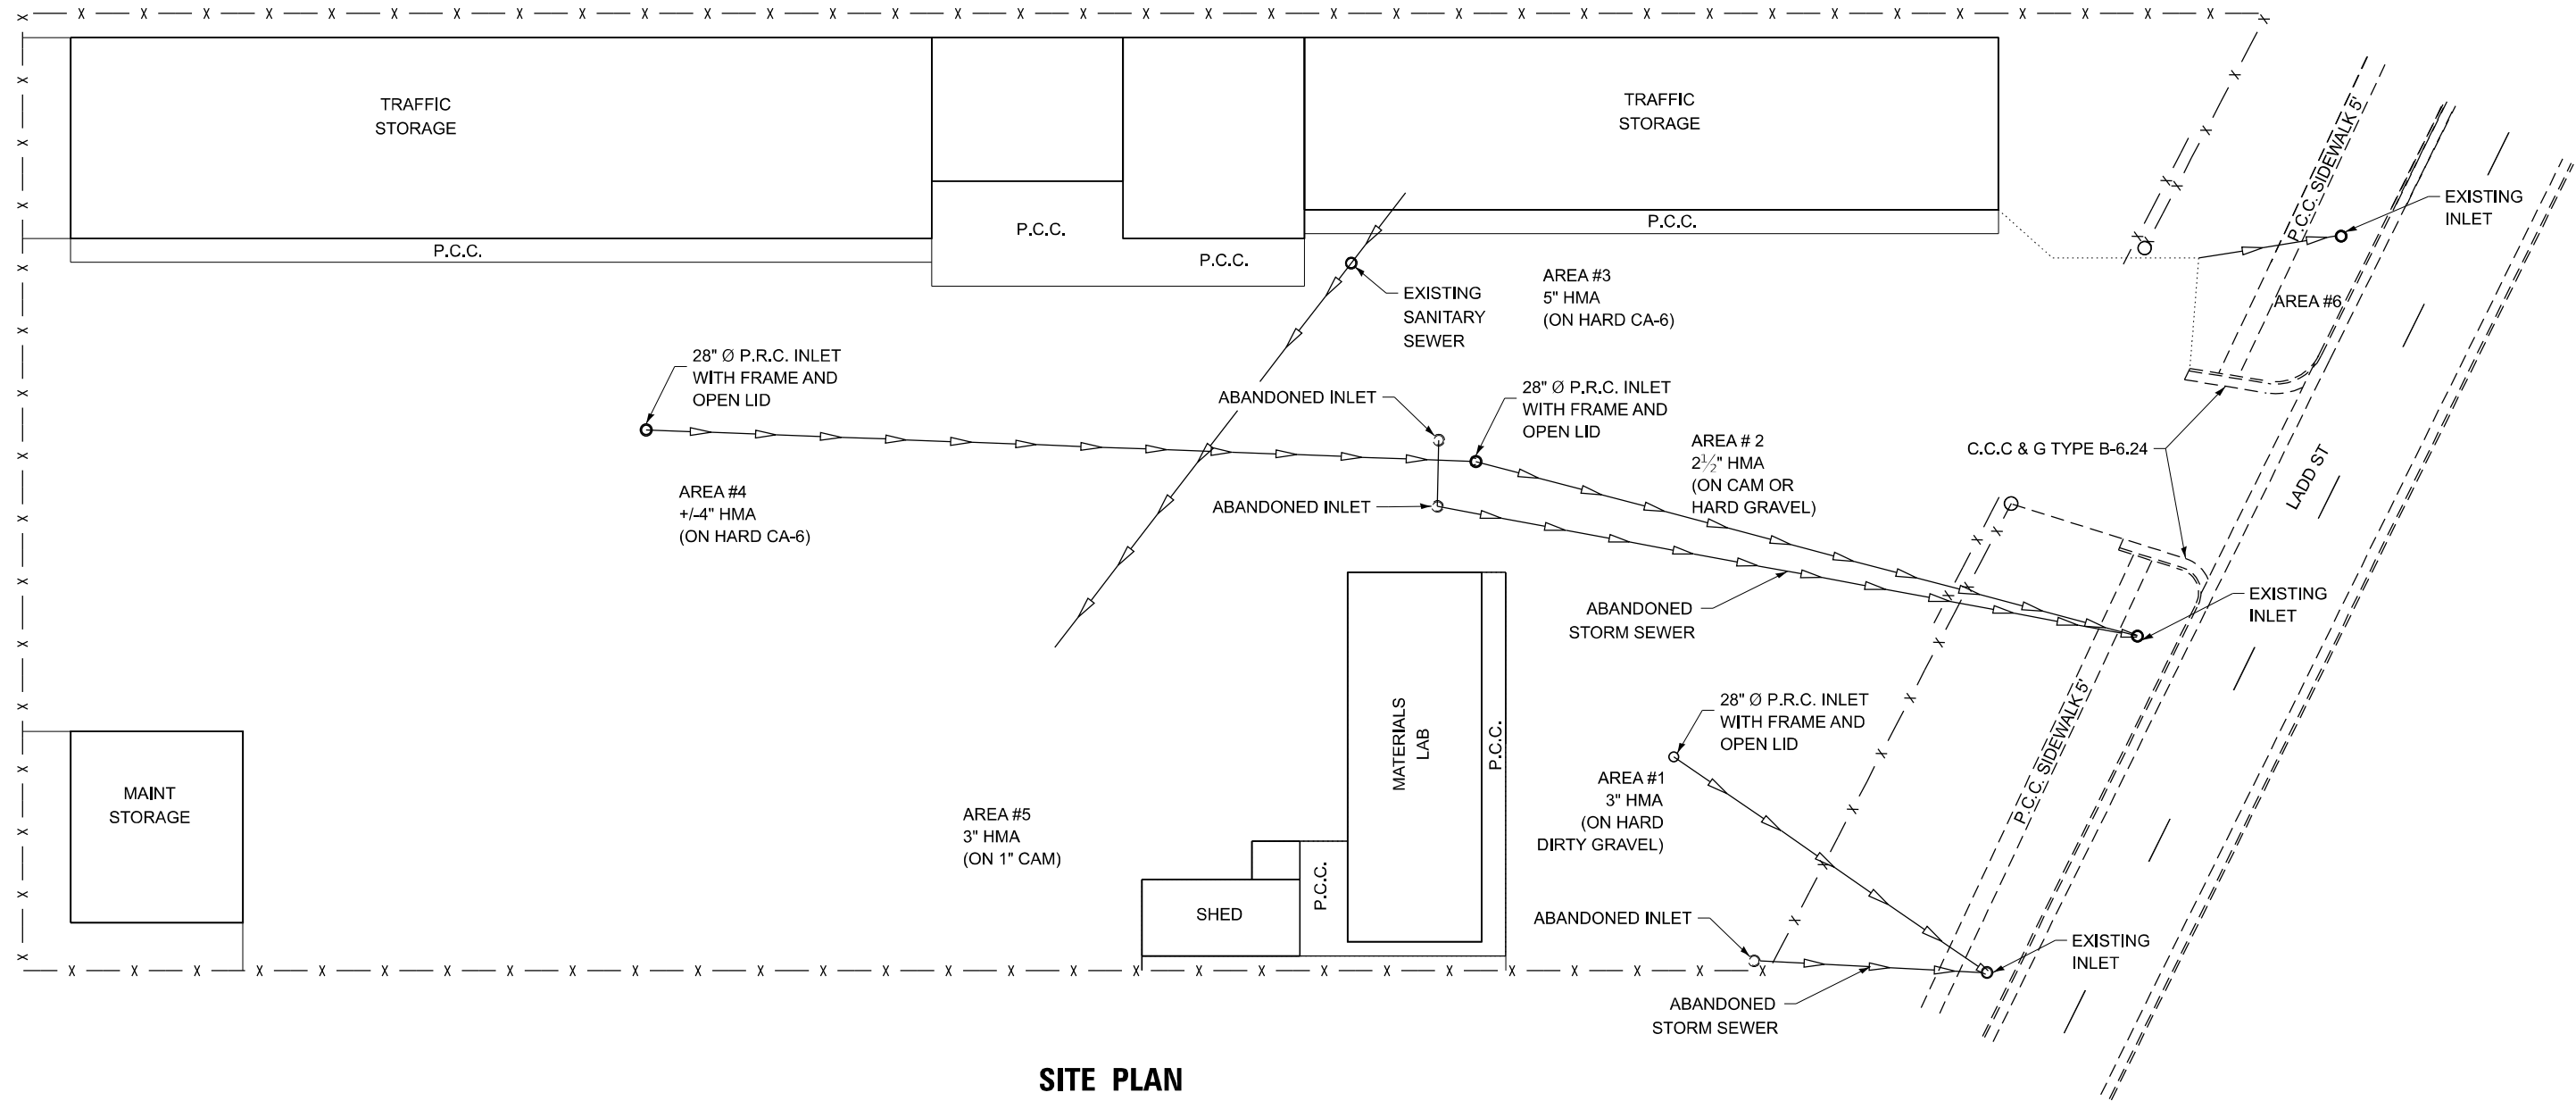 TRAFFIC
STORAGE
TRAFFIC
STORAGE
P.C.C. SIDEWALK 5'
EXISTING
INLET
P.C.C.
P.C.C.
P.C.C.
P.C.C.
AREA #3
5" HMA
(ON HARD CA-6)
EXISTING
SANITARY
SEWER
AREA #6
28" Ø P.R.C. INLET
WITH FRAME AND
OPEN LID
ABANDONED INLET
28" Ø P.R.C. INLET
WITH FRAME AND
OPEN LID
AREA # 2
2½" HMA
(ON CAM OR
HARD GRAVEL)
C.C.C & G TYPE B-6.24
LADD ST
AREA #4
+/-4" HMA
(ON HARD CA-6)
ABANDONED INLET
ABANDONED
STORM SEWER
EXISTING
INLET
28" Ø P.R.C. INLET
WITH FRAME AND
OPEN LID
P.C.C. SIDEWALK 5'
MATERIALS
LAB
P.C.C.
MAINT
STORAGE
AREA #5
3" HMA
(ON 1" CAM)
AREA #1
3" HMA
(ON HARD
DIRTY GRAVEL)
P.C.C.
SHED
ABANDONED INLET
EXISTING
INLET
ABANDONED
STORM SEWER
SITE PLAN